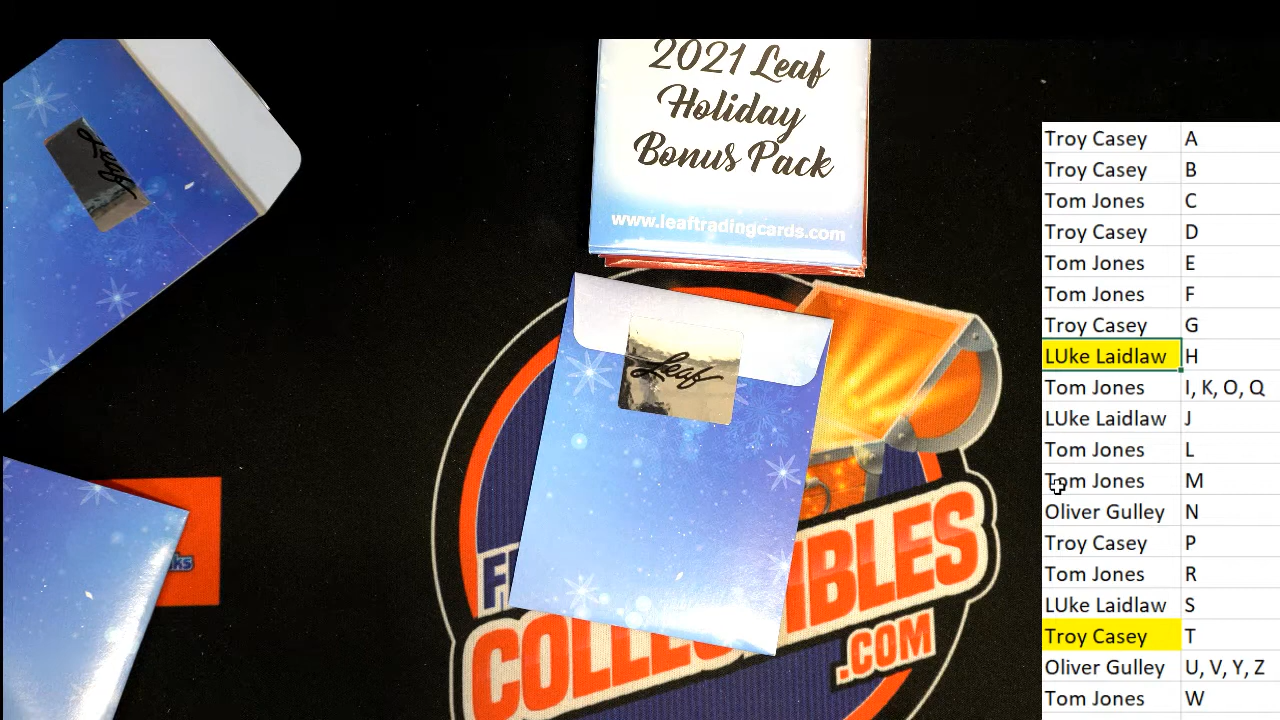 2021 Leaf
Holiday
Bonus Pack
www.leaftradingcards.com
Leaf
Leaf
COLLECTIBLES
.COM
Troy Casey A
Troy Casey B
Tom Jones C
Troy Casey D
Tom Jones E
Tom Jones F
Troy Casey G
LUke Laidlaw H
Tom Jones I, K, O, Q
LUke Laidlaw J
Tom Jones L
Tom Jones M
Oliver Gulley N
Troy Casey P
Tom Jones R
LUke Laidlaw S
Troy Casey T
Oliver Gulley U, V, Y, Z
Tom Jones W